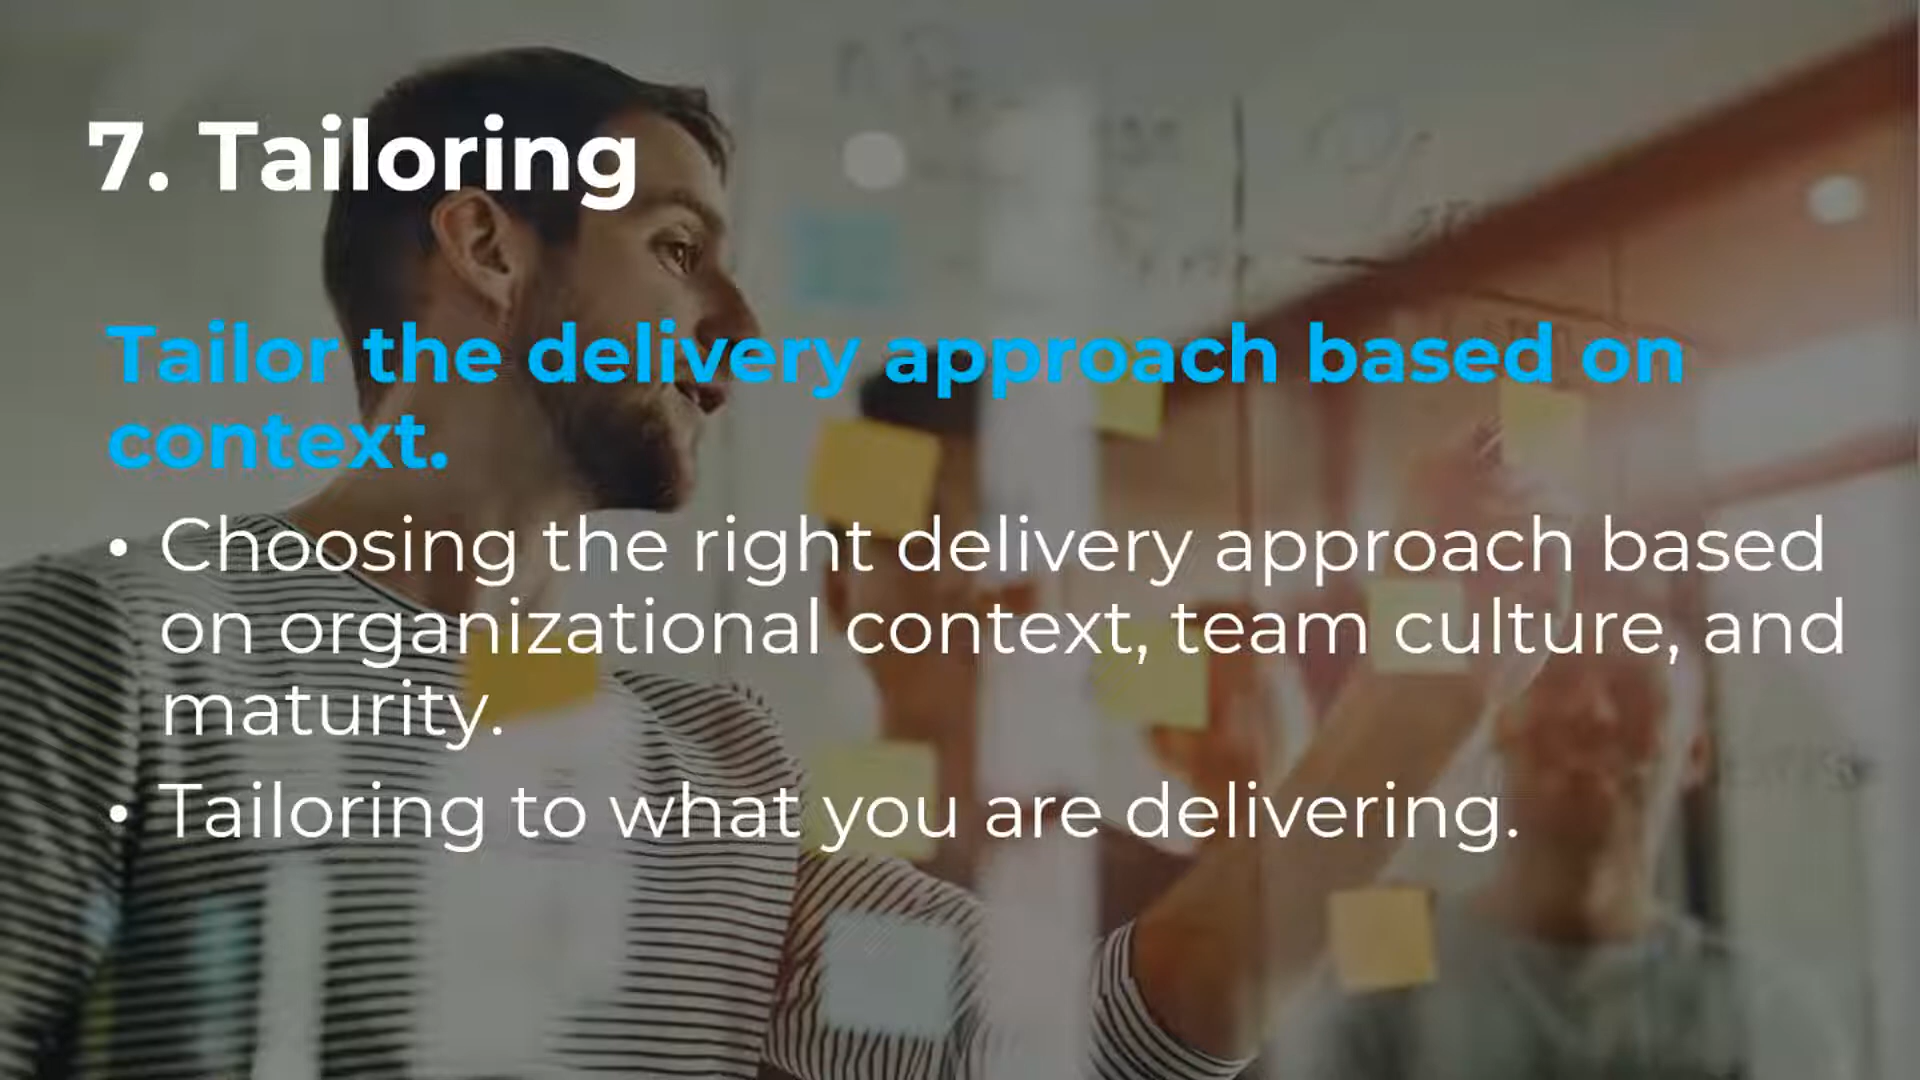 7. Tailoring
Tailor the delivery approach based on
context.
• Choosing the right delivery approach based
on organizational context, team culture, and
maturity.
• Tailoring to what you are delivering.